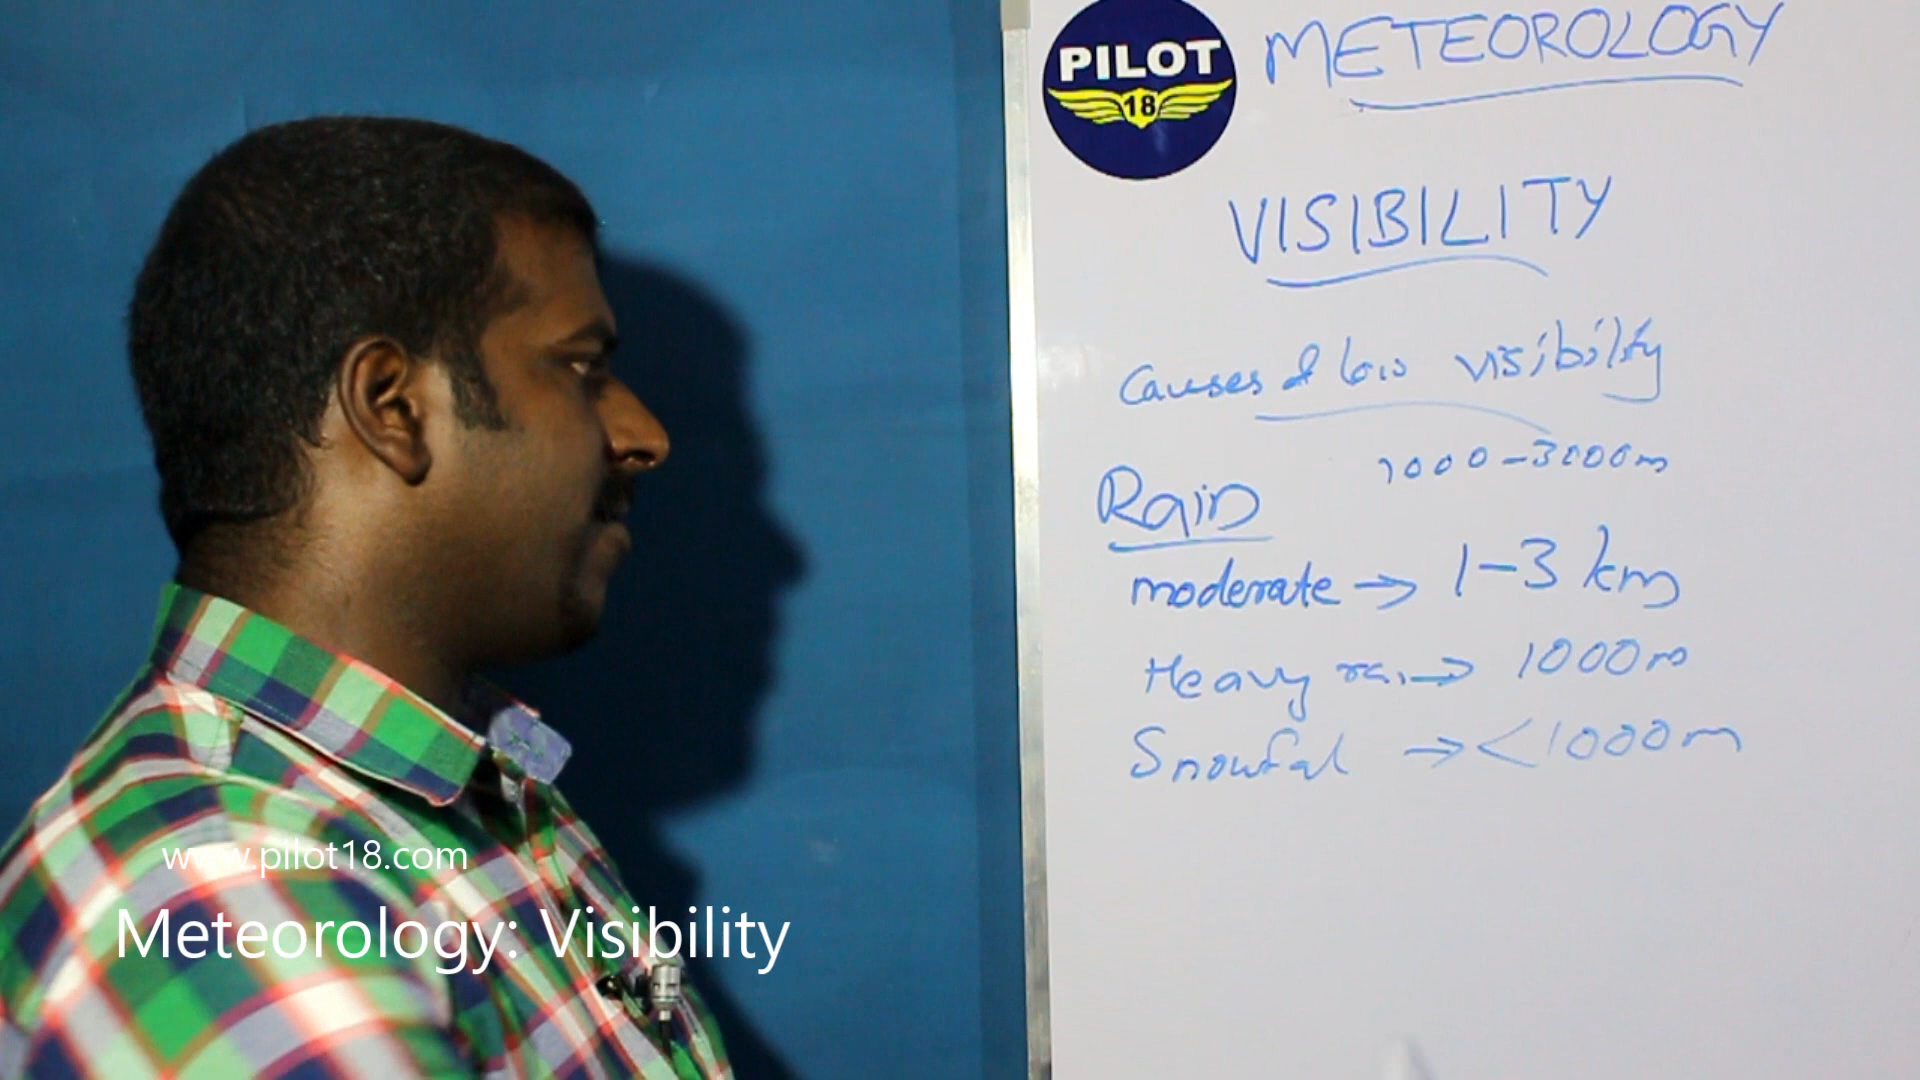 PILOT
18
METEOROLOGY
VISIBILITY
Causes of low visibility
1000-3000m
Rain
moderate → 1-3 km
Heavy rai → 1000m
Snowfal → <1000m
www.pilot18.com
Meteorology: Visibility